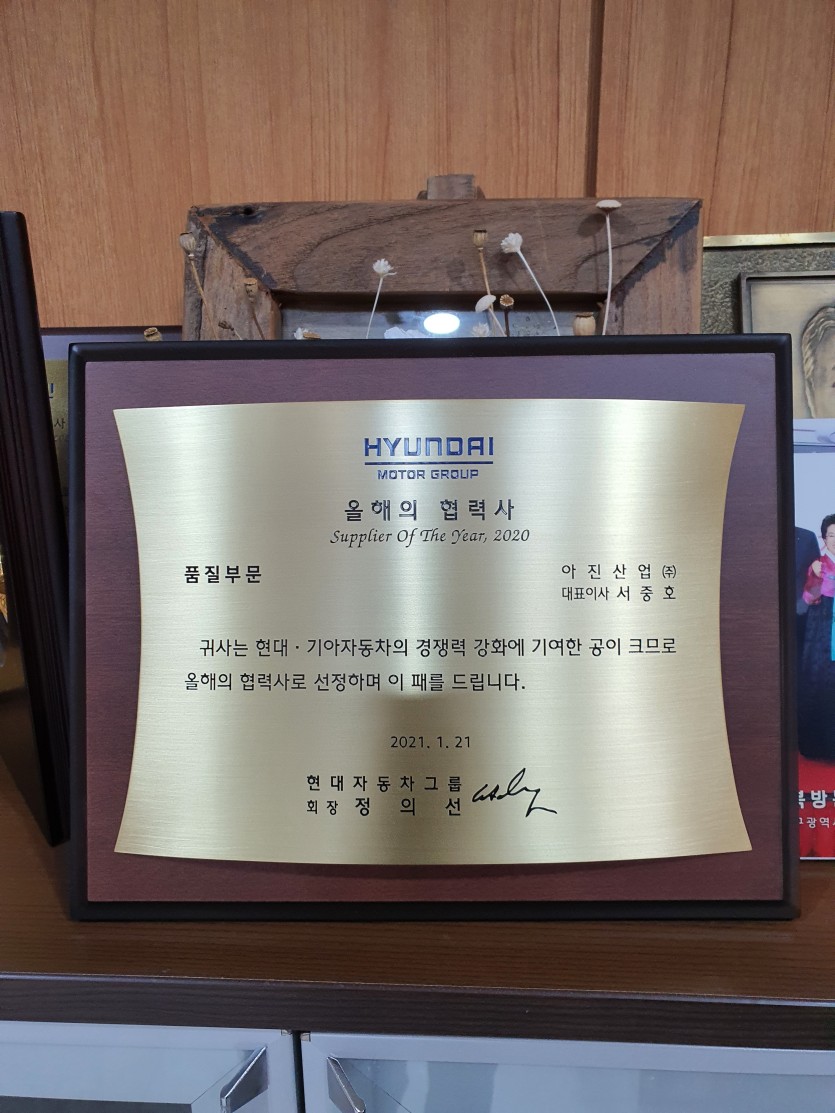 HYUNDAI
MOTOR GROUP
올해의 협력사
Supplier Of The Year, 2020
품질부문
아진산업㈜
대표이사 서중호
귀사는 현대·기아자동차의 경쟁력 강화에 기여한 공이 크므로
올해의 협력사로 선정하며 이 패를 드립니다.
2021. 1. 21
현대자동차그룹
회장 정의선